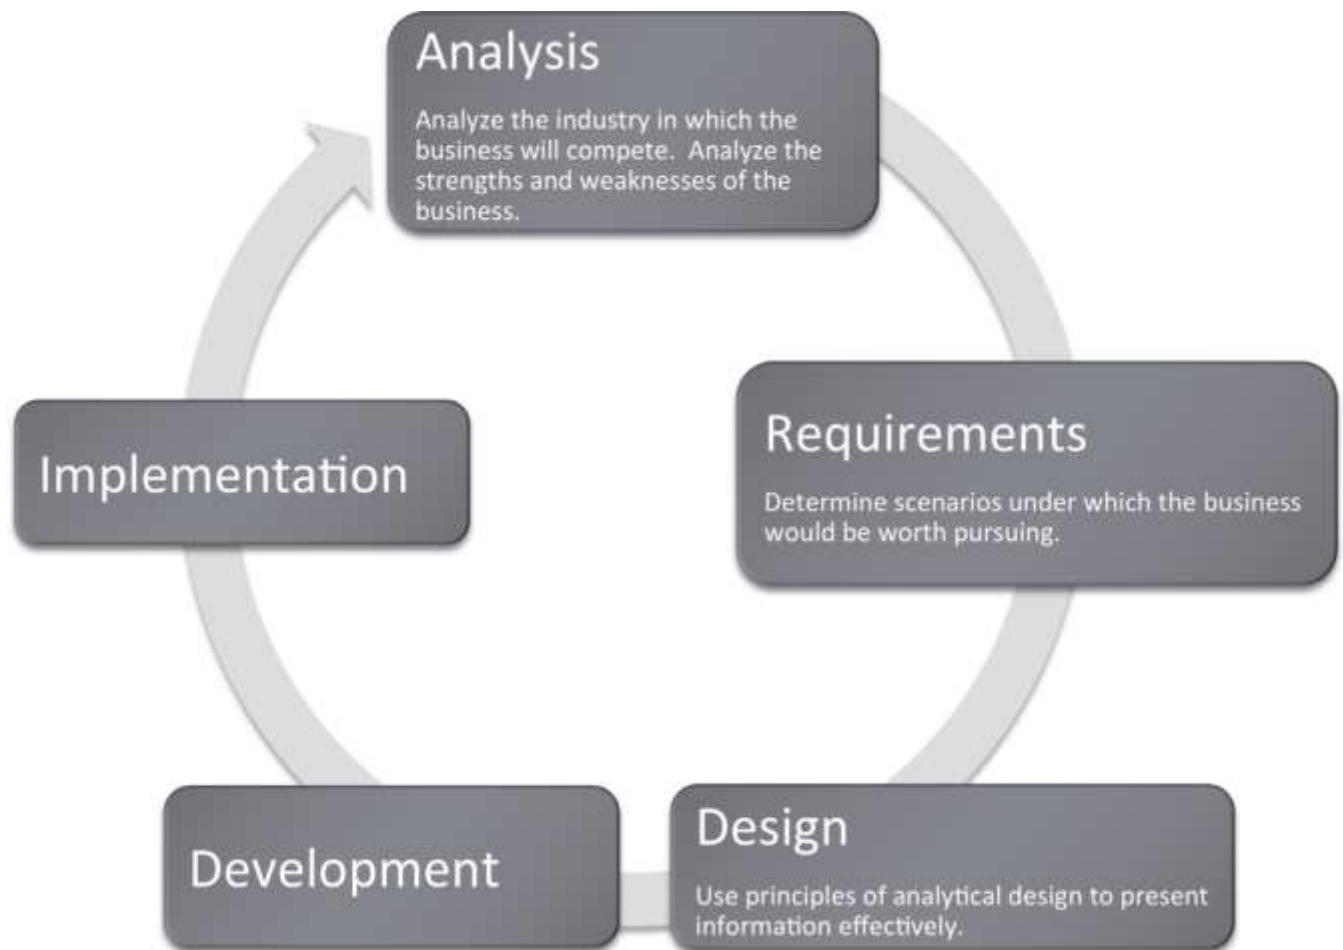 Analysis
Analyze the industry in which the
business will compete.  Analyze the
strengths and weaknesses of the
business.
Requirements
Determine scenarios under which the business
would be worth pursuing.
Design
Use principles of analytical design to present
information effectively.
Development
Implementation